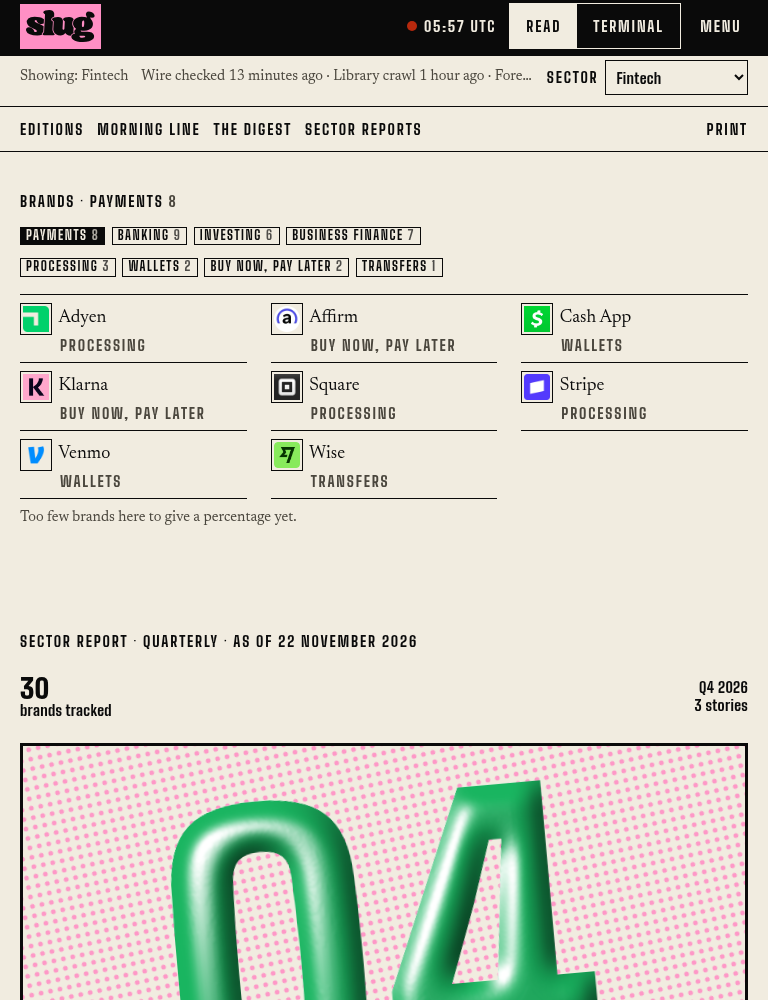 slug
05:57 UTC READ TERMINAL MENU
Showing: Fintech Wire checked 13 minutes ago · Library crawl 1 hour ago · Fore… SECTOR Fintech
EDITIONS MORNING LINE THE DIGEST SECTOR REPORTS PRINT
BRANDS · PAYMENTS 8
PAYMENTS 8 BANKING 9 INVESTING 6 BUSINESS FINANCE 7
PROCESSING 3 WALLETS 2 BUY NOW, PAY LATER 2 TRANSFERS 1
Adyen
PROCESSING
a Affirm
BUY NOW, PAY LATER
$ Cash App
WALLETS
K Klarna
BUY NOW, PAY LATER
Square
PROCESSING
Stripe
PROCESSING
V Venmo
WALLETS
Wise
TRANSFERS
Too few brands here to give a percentage yet.
SECTOR REPORT · QUARTERLY · AS OF 22 NOVEMBER 2026
30
brands tracked
Q4 2026
3 stories
Q4